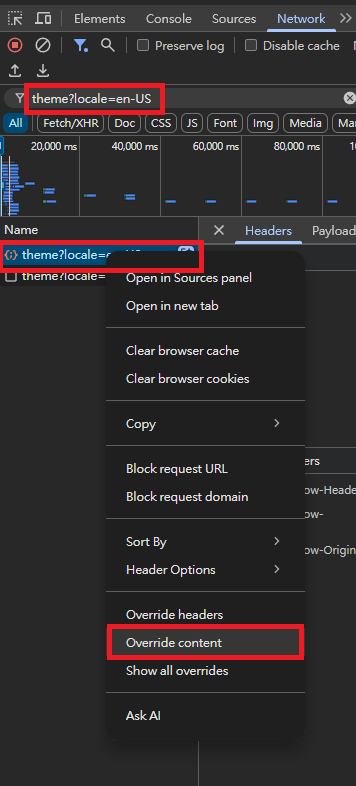 Elements Console Sources Network
Preserve log Disable cache
theme?locale=en-US
All Fetch/XHR Doc CSS JS Font Img Media
20,000 ms 40,000 ms 60,000 ms 80,000 ms
Name Headers Payload
theme?locale=
theme?locale=
Open in Sources panel
Open in new tab
Clear browser cache
Clear browser cookies
Copy
Block request URL
Block request domain
Sort By
Header Options
Override headers
Override content
Show all overrides
Ask AI
ers
ow-Heade
ow-
ow-Origin